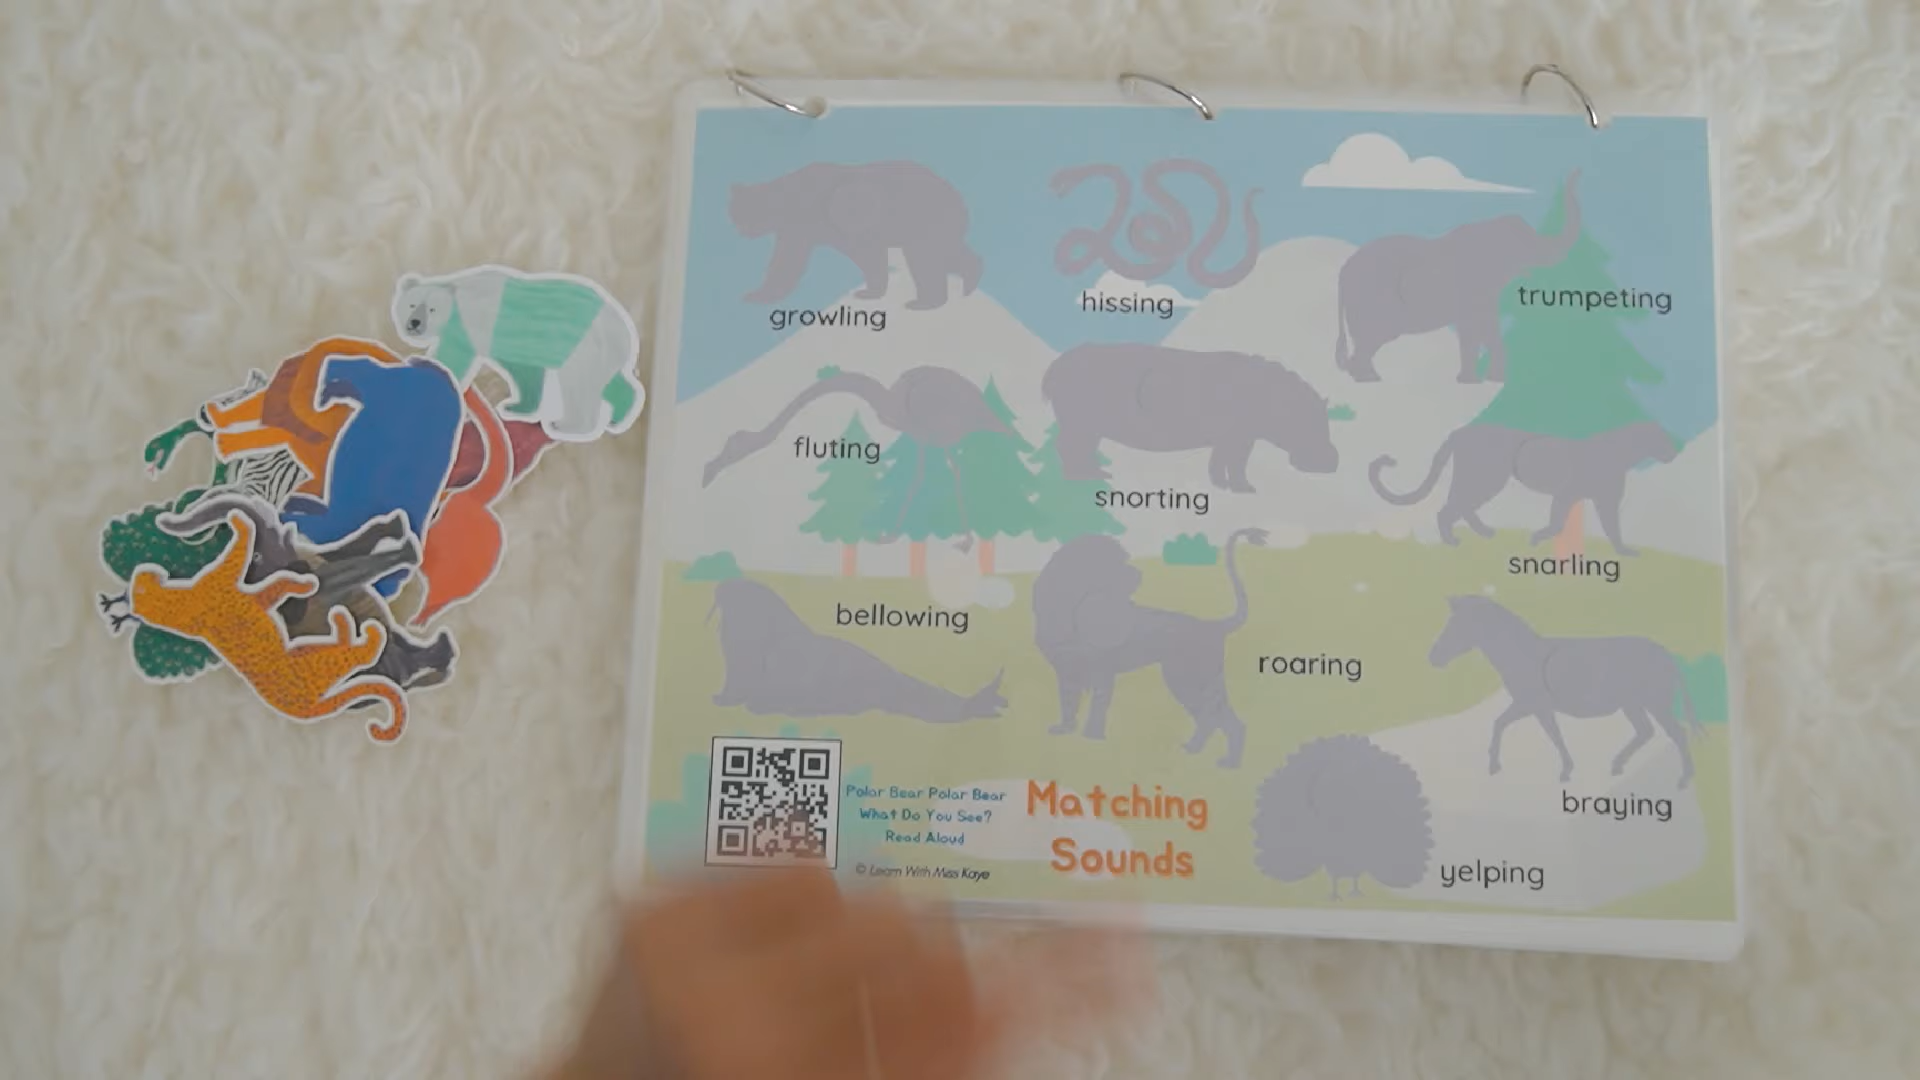 growling
hissing
trumpeting
fluting
snorting
snarling
bellowing
roaring
braying
yelping
Polar Bear Polar Bear
What Do You See?
Read Aloud
© Learn With Miss Kaye
Matching
Sounds